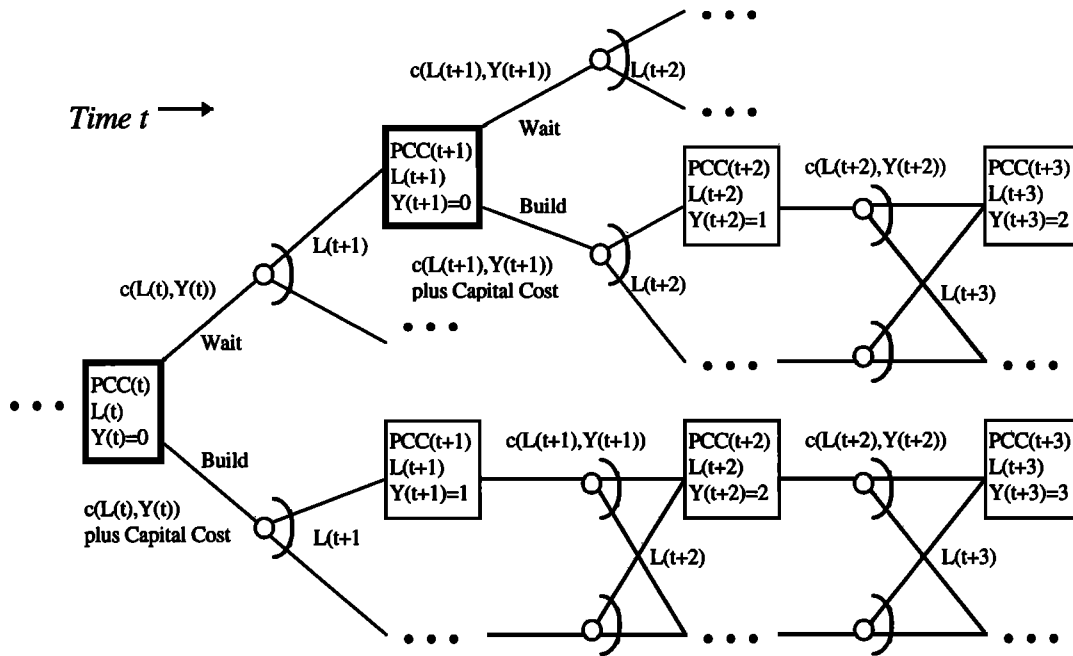 • • •
c(L(t+1),Y(t+1))
L(t+2)
Time t
• • •
Wait
PCC(t+1)
L(t+1)
Y(t+1)=0
PCC(t+2)
L(t+2)
Y(t+2)=1
c(L(t+2),Y(t+2))
PCC(t+3)
L(t+3)
Y(t+3)=2
Build
L(t+1)
c(L(t+1),Y(t+1))
plus Capital Cost
L(t+2)
L(t+3)
c(L(t),Y(t))
• • •
Wait
• • •
• • •
• • •
PCC(t)
L(t)
Y(t)=0
Build
c(L(t),Y(t))
plus Capital Cost
PCC(t+1)
L(t+1)
Y(t+1)=1
c(L(t+1),Y(t+1))
PCC(t+2)
L(t+2)
Y(t+2)=2
c(L(t+2),Y(t+2))
PCC(t+3)
L(t+3)
Y(t+3)=3
L(t+1
L(t+2)
L(t+3)
• • •
• • •
• • •